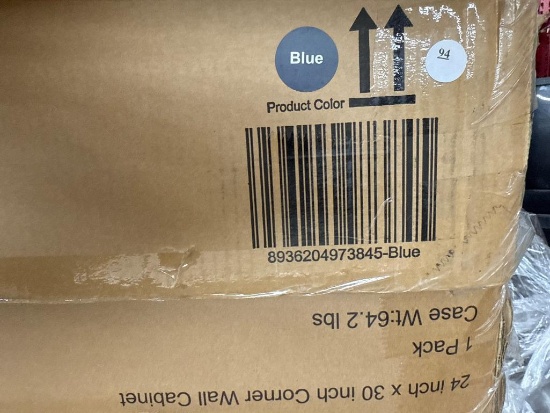 Blue
94
Product Color
8936204973845-Blue
24 inch x 30 inch Corner Wall Cabinet
1 Pack
Case Wt:64.2 lbs